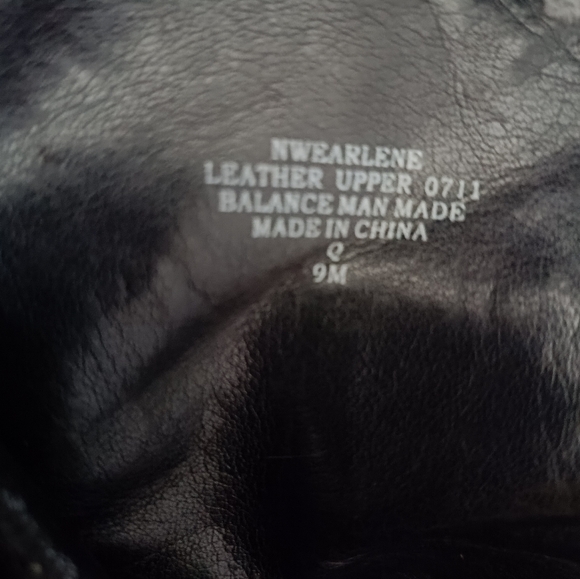 NWEARLENE
LEATHER UPPER 0711
BALANCE MAN MADE
MADE IN CHINA
Q
9M